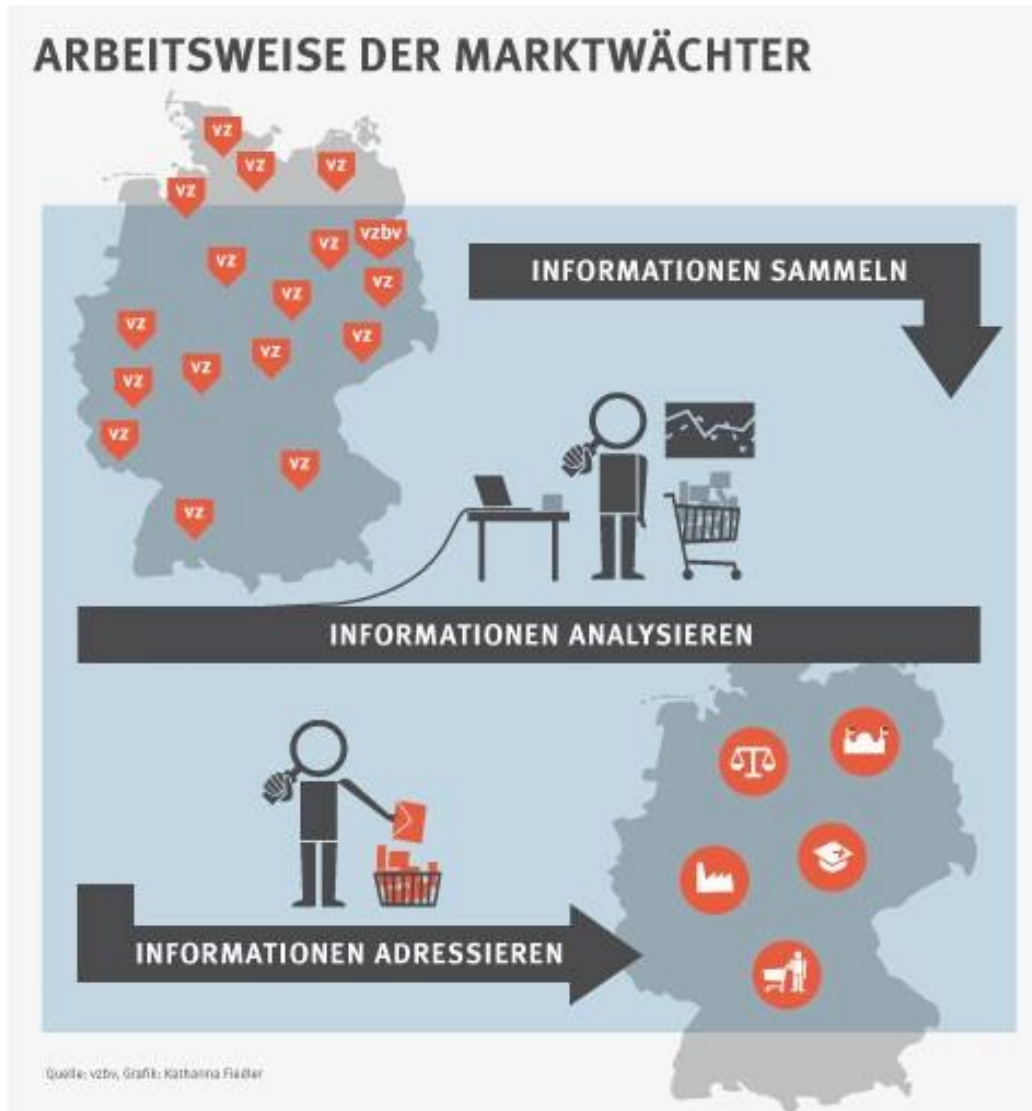 ARBEITSWEISE DER MARKTWÄCHTER
vz
vz
vz
vz
vzbv
vz
vz
vz
vz
vz
vz
vz
vz
vz
vz
vz
vz
INFORMATIONEN SAMMELN
INFORMATIONEN ANALYSIEREN
INFORMATIONEN ADRESSIEREN
Quelle: vzbv, Grafik: Katharina Fiedler